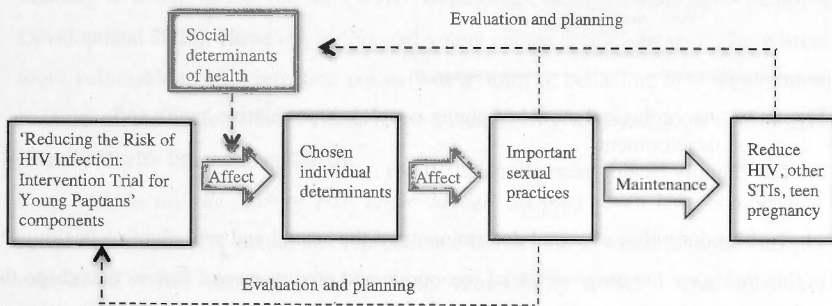 Evaluation and planning
Social
determinants
of health
'Reducing the Risk of
HIV Infection:
Intervention Trial for
Young Papuans'
components
Affect
Chosen
individual
determinants
Affect
Important
sexual
practices
Maintenance
Reduce
HIV, other
STIs, teen
pregnancy
Evaluation and planning